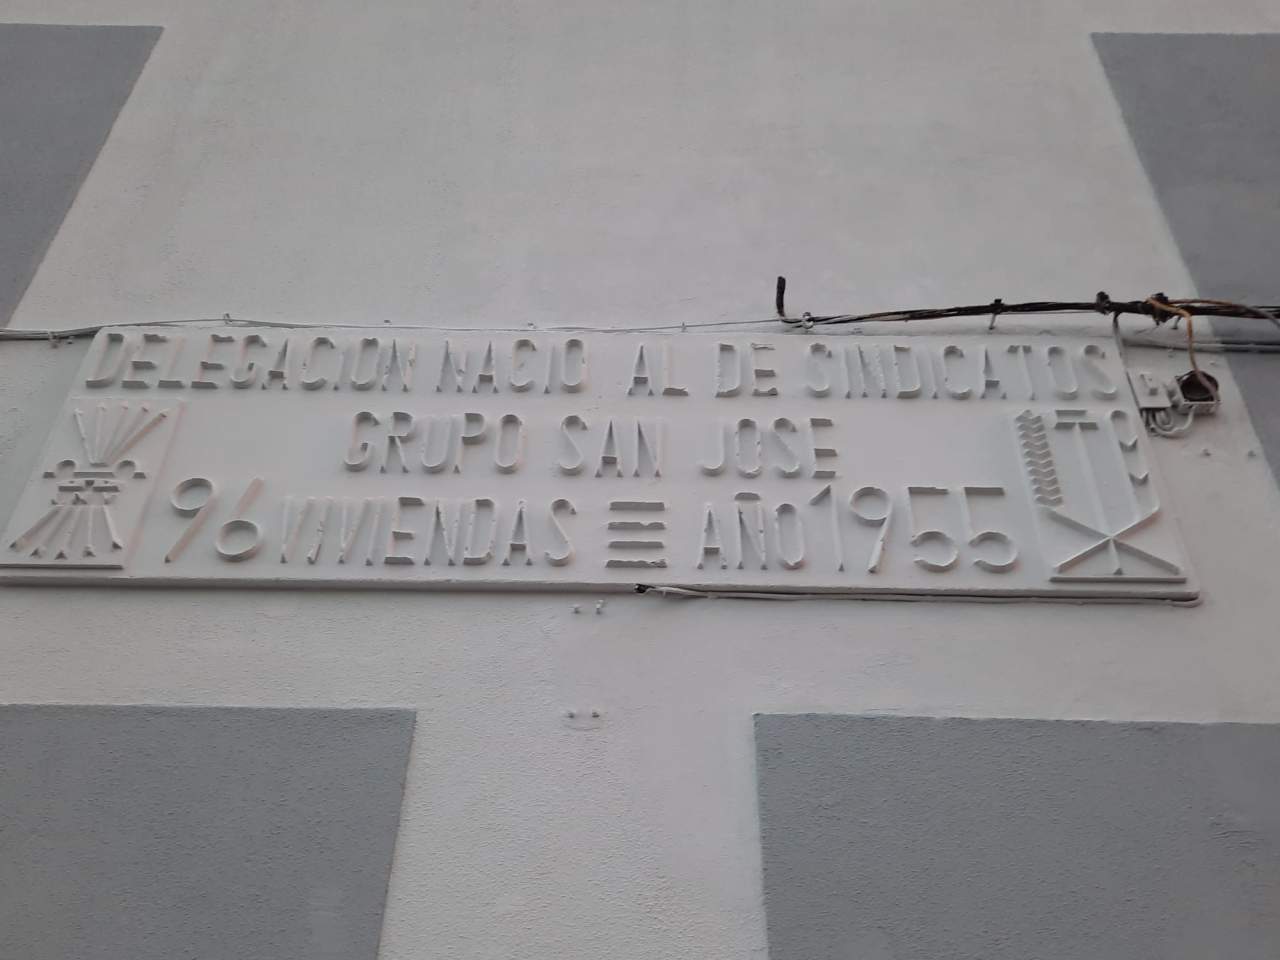 DELEGACION NACIO AL DE SINDICATOS
GRUPO SAN JOSE
96 VIVIENDAS ≡ AÑO 1955